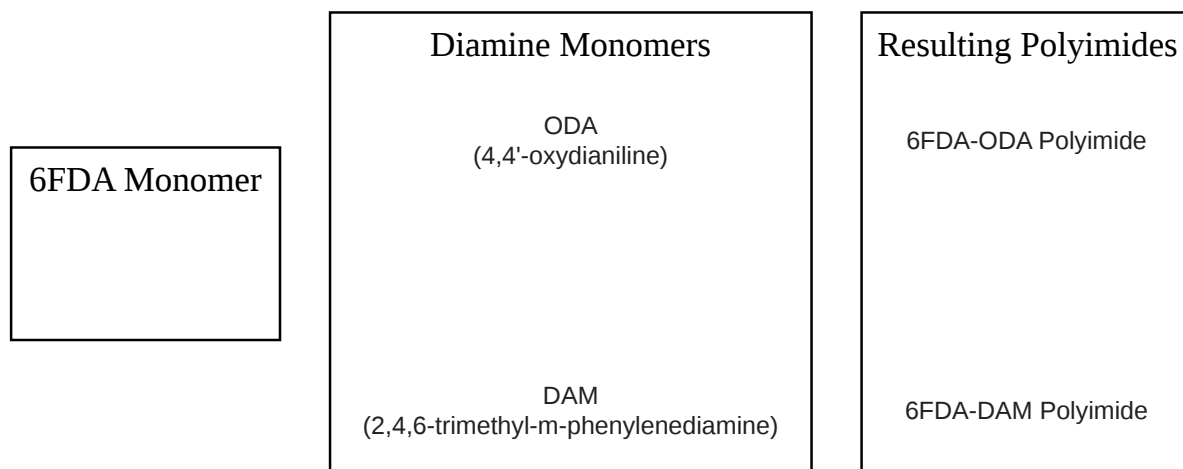 6FDA Monomer
Diamine Monomers
ODA
(4,4'-oxydianiline)
DAM
(2,4,6-trimethyl-m-phenylenediamine)
Resulting Polyimides
6FDA-ODA Polyimide
6FDA-DAM Polyimide